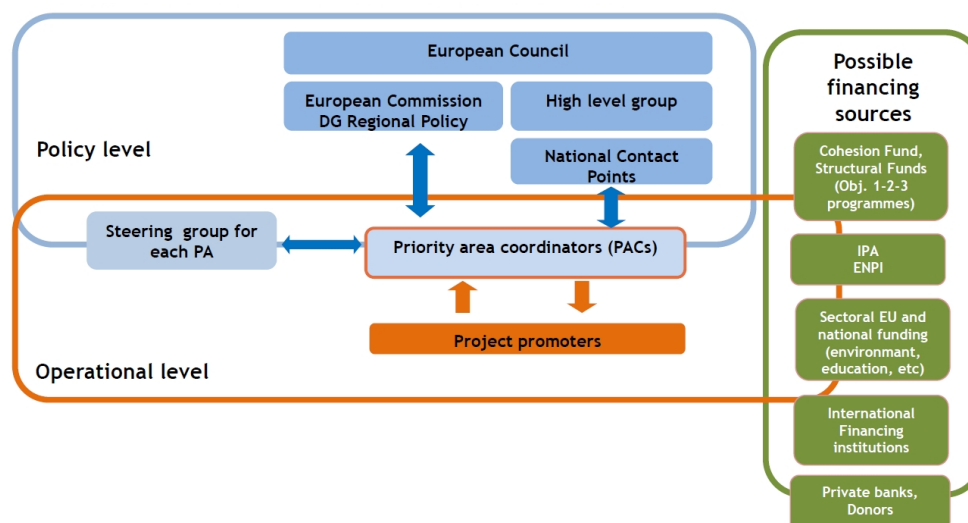 European Council
European Commission
DG Regional Policy
High level group
National Contact
Points
Policy level
Steering group for
each PA
Priority area coordinators (PACs)
Project promoters
Operational level
Possible
financing
sources
Cohesion Fund,
Structural Funds
(Obj. 1-2-3
programmes)
IPA
ENPI
Sectoral EU and
national funding
(environmant,
education, etc)
International
Financing
institutions
Private banks,
Donors